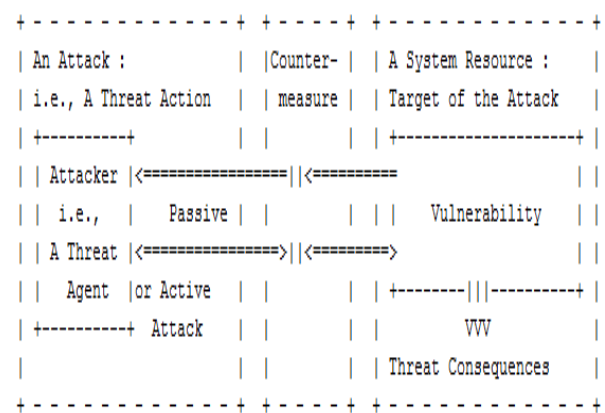 + - - - - - - - - - - - - + + - - - - + + - - - - - - - - - - - +
| An Attack :             | |Counter- | | A System Resource :   |
| i.e., A Threat Action   | | measure | | Target of the Attack  |
| +----------+            | |         | | +-----------------+   |
| | Attacker |<==================||<=========                 | |
| | i.e., | Passive | | | | | Vulnerability | |
| | A Threat |<=================>||<========>                 | |
| | Agent |or Active | | | | +-------|||--------+ |
| +----------+ Attack | | | | VVV |
| | | | | Threat Consequences |
+ - - - - - - - - - - - - + + - - - - + + - - - - - - - - - - - +